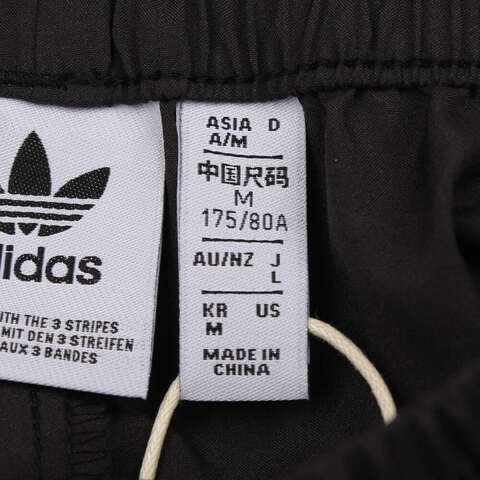 adidas
WITH THE 3 STRIPES
MIT DEN 3 STREIFEN
AUX 3 BANDES
ASIA D
A/M
中国尺码
M
175/80A
AU/NZ J
L
KR US
M
MADE IN
CHINA